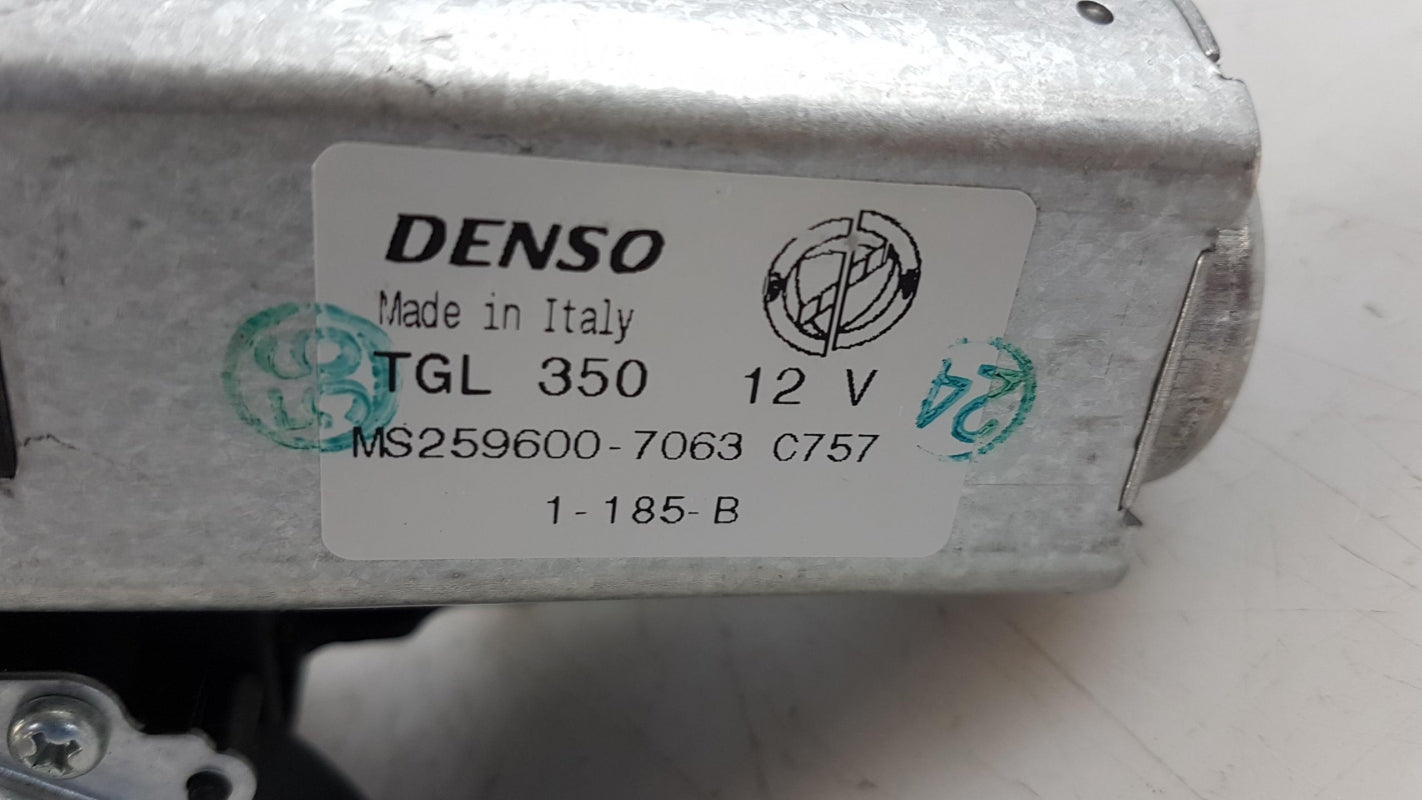 DENSO
Made in Italy
TGL 350 12 V
MS259600-7063 C757
1-185-B